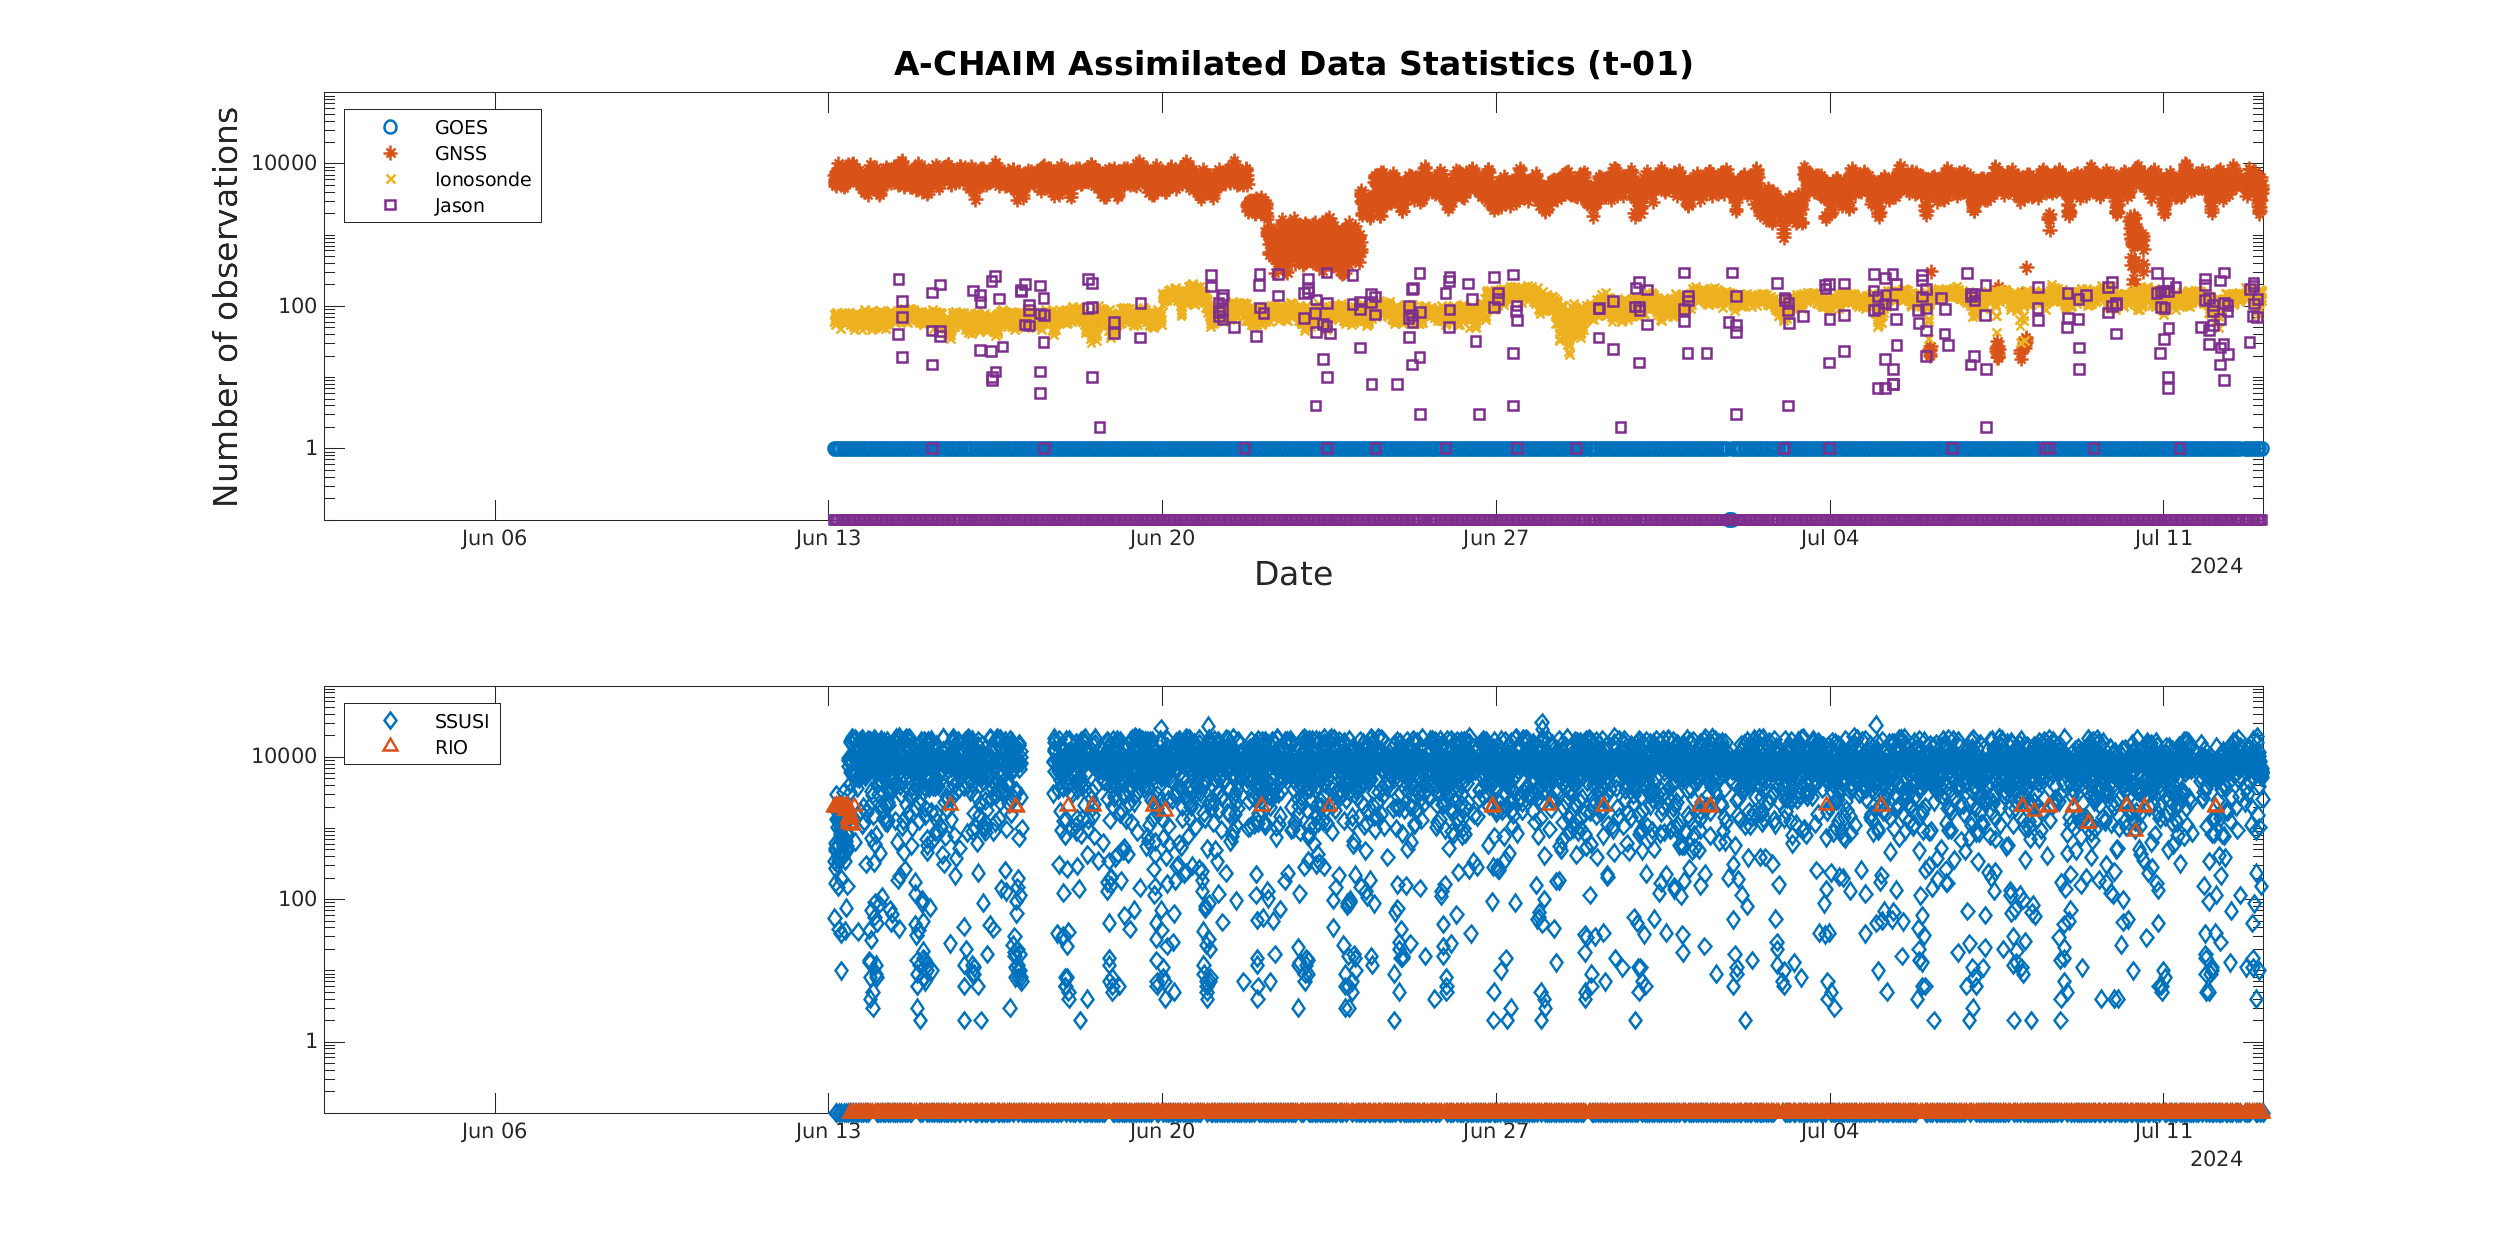 A-CHAIM Assimilated Data Statistics (t-01)
Number of observations
10000
100
1
GOES
GNSS
Ionosonde
Jason
Jun 06
Jun 13
Jun 20
Jun 27
Jul 04
Jul 11
2024
Date
10000
100
1
SSUSI
RIO
Jun 06
Jun 13
Jun 20
Jun 27
Jul 04
Jul 11
2024